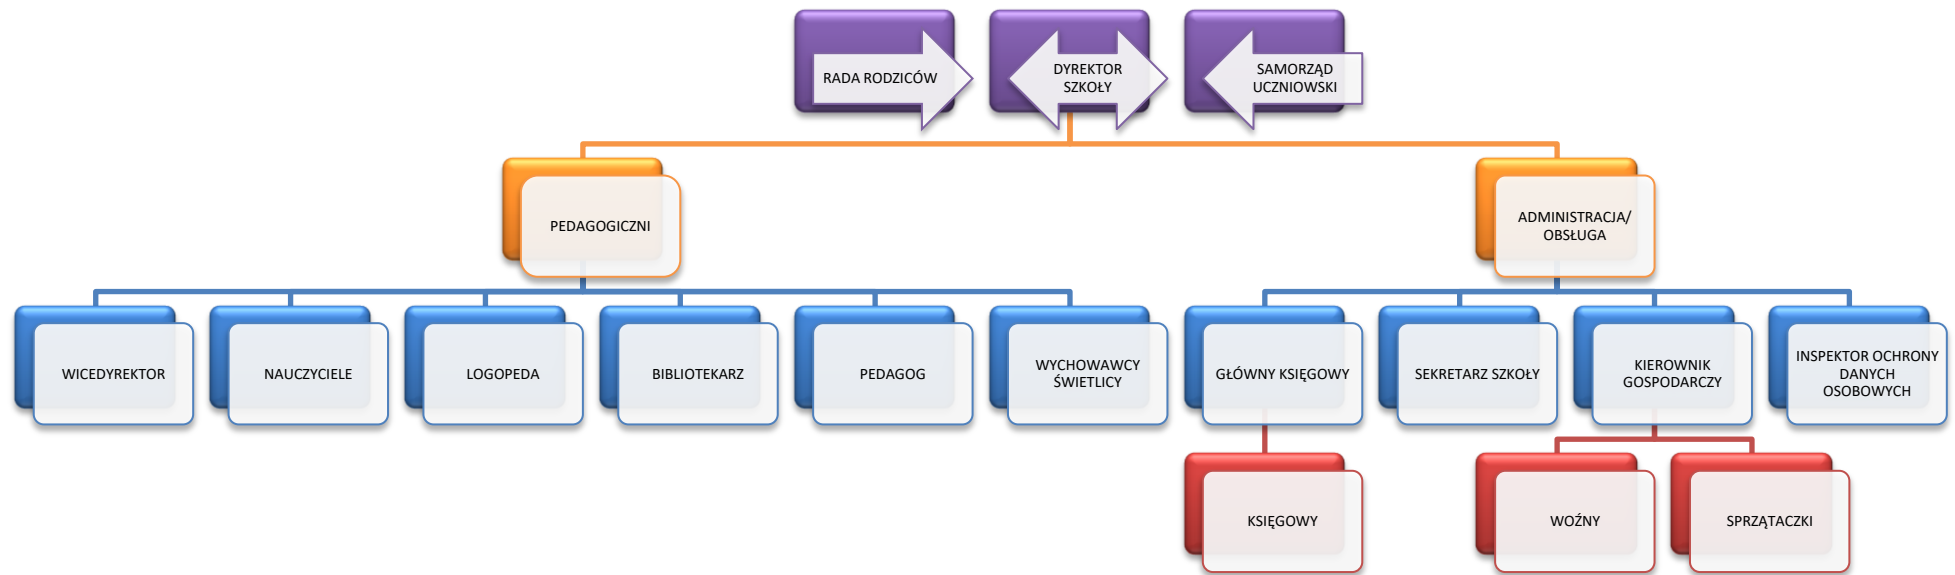 RADA RODZICÓW
DYREKTOR
SZKOŁY
SAMORZĄD
UCZNIOWSKI
PEDAGOGICZNI
ADMINISTRACJA/
OBSŁUGA
WICEDYREKTOR
NAUCZYCIELE
LOGOPEDA
BIBLIOTEKARZ
PEDAGOG
WYCHOWAWCY
ŚWIETLICY
GŁÓWNY KSIĘGOWY
SEKRETARZ SZKOŁY
KIEROWNIK
GOSPODARCZY
INSPEKTOR OCHRONY
DANYCH
OSOBOWYCH
KSIĘGOWY
WOŹNY
SPRZĄTACZKI